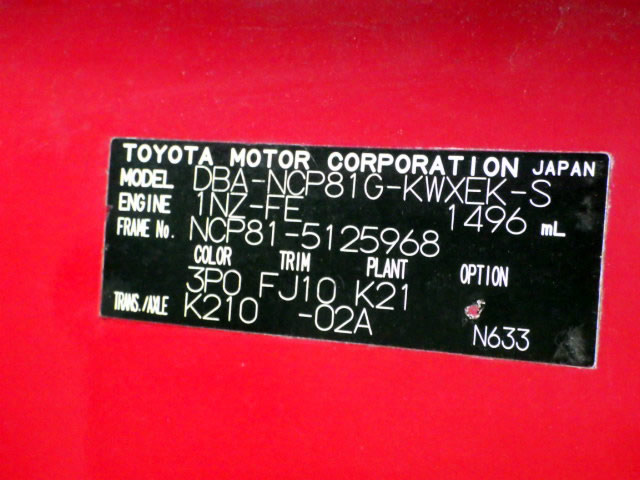 TOYOTA MOTOR CORPORATION JAPAN
MODEL DBA-NCP81G-KWXEK-S
ENGINE 1NZ-FE 1496 mL
FRAME No. NCP81-5125968
COLOR TRIM PLANT OPTION
3P0 FJ10 K21
TRANS./AXLE K210 -02A N633